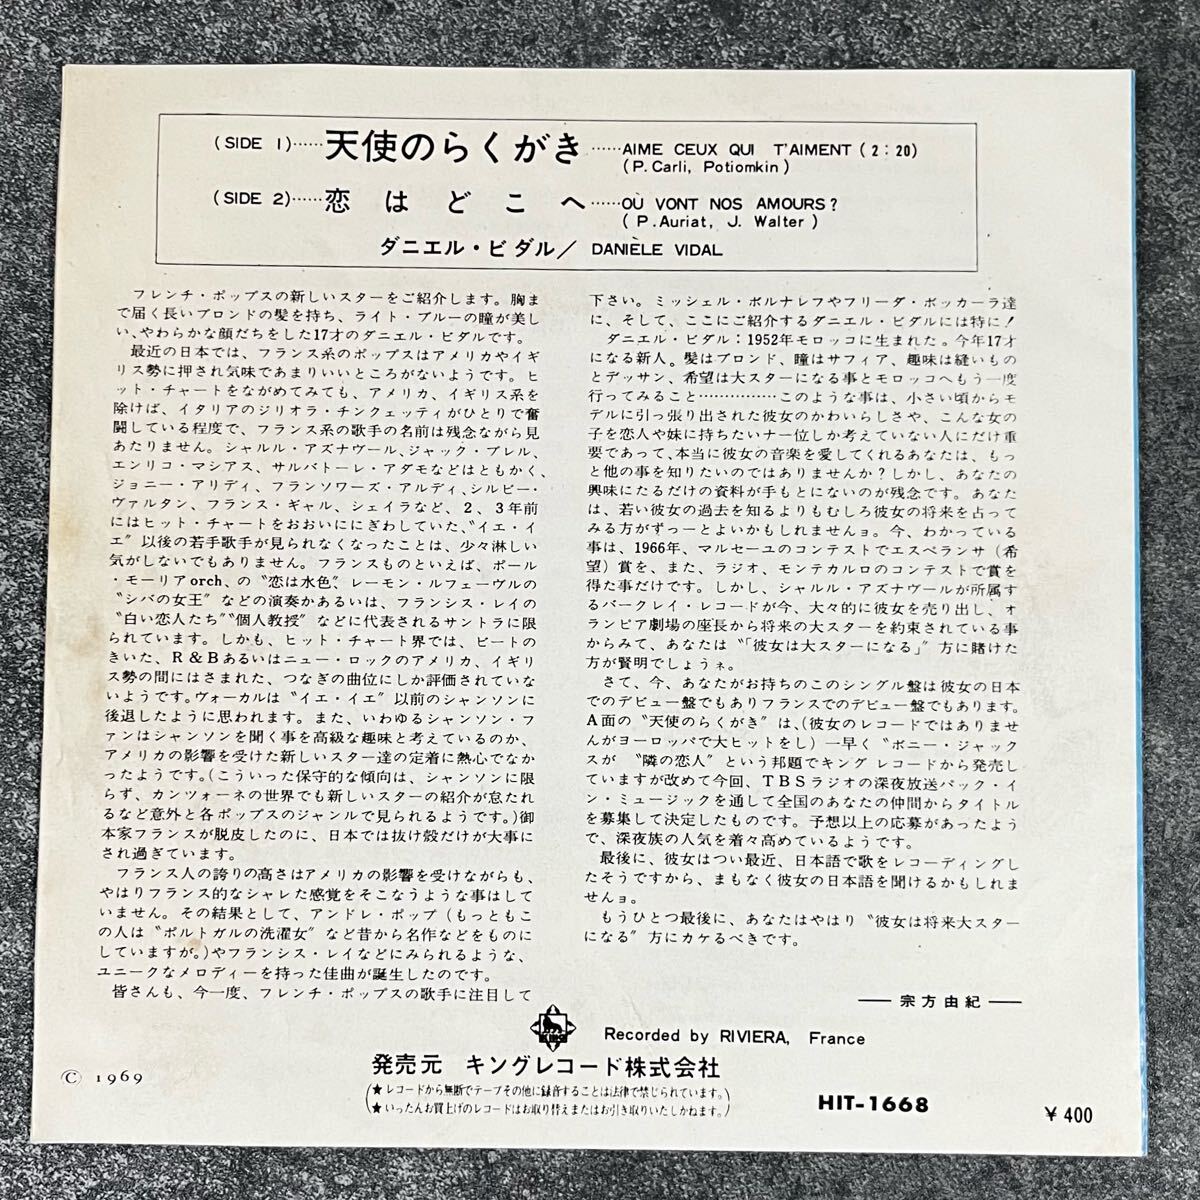 (SIDE 1)……天使のらくがき……AIME CEUX QUI T'AIMENT (2:20)
(P. Carli, Potiomkin)
(SIDE 2)……恋はどこへ……OÙ VONT NOS AMOURS?
(P. Auriat, J. Walter)
ダニエル・ビダル／ DANIÈLE VIDAL
フレンチ・ポップスの新しいスターをご紹介します。胸ま
で届く長いブロンドの髪を持ち、ライト・ブルーの瞳が美し
い、やわらかな顔だちをした17才のダニエル・ビダルです。
最近の日本では、フランス系のポップスはアメリカやイギ
リス勢に押され気味であまりいいところがないようです。ヒ
ット・チャートをながめてみても、アメリカ、イギリス系を
除けば、イタリアのジリオラ・チンクェッティがひとりで奮
闘している程度で、フランス系の歌手の名前は残念ながら見
あたりません。シャルル・アズナヴール、ジャック・ブレル、
エンリコ・マシアス、サルバトーレ・アダモなどはともかく、
ジョニー・アリディ、フランソワーズ・アルディ、シルビー・
ヴァルタン、フランス・ギャル、シェイラなど、2、3年前
にはヒット・チャートをおおいににぎわしていた、〝イエ・イ
エ〟以後の若手歌手が見られなくなったことは、少々淋しい
気がしないでもありません。フランスものといえば、ポール
・モーリアorch、の〝恋は水色〟、レーモン・ルフェーヴルの
〝シバの女王〟などの演奏かあるいは、フランシス・レイの
〝白い恋人たち〟〝個人教授〟などに代表されるサントラに限
られています。しかも、ヒット・チャート界では、ビートの
きいた、R&Bあるいはニュー・ロックのアメリカ、イギリ
ス勢の間にはさまれた、つなぎの曲位にしか評価されていな
いようです。ヴォーカルは〝イエ・イエ〟以前のシャンソンに
後退したように思われます。また、いわゆるシャンソン・フ
ァンはシャンソンを聞く事を高級な趣味と考えているのか、
アメリカの影響を受けた新しいスター達の定着に熱心でなか
ったようです。(こういった保守的な傾向は、シャンソンに限
らず、カンツォーネの世界でも新しいスターの紹介が怠たれ
るなど意外と各ポップスのジャンルで見られるようです。)御
本家フランスが脱皮したのに、日本では抜け殻だけが大事に
され過ぎています。
フランス人の誇りの高さはアメリカの影響を受けながらも、
やはりフランス的なシャレた感覚をそこなうような事はして
いません。その結果として、アンドレ・ポップ(もっともこ
の人は〝ポルトガルの洗濯女〟など昔から名作などをものに
していますが。)やフランシス・レイなどにみられるような、
ユニークなメロディーを持った佳曲が誕生したのです。
皆さんも、今一度、フレンチ・ポップスの歌手に注目して
下さい。ミッシェル・ポルナレフやフリーダ・ボッカーラ達
に、そして、ここにご紹介するダニエル・ビダルには特に!
ダニエル・ビダル：1952年モロッコに生まれた。今年17才
になる新人。髪はブロンド、瞳はサファィア、趣味は縫いもの
とデッサン、希望は大スターになる事とモロッコへもう一度
行ってみること……………このような事は、小さい頃からモ
デルに引っ張り出された彼女のかわいらしさや、こんな女の
子を恋人や妹に持ちたいナー位しか考えていない人にだけ重
要であって、本当に彼女の音楽を愛してくれるあなたは、もっ
と他の事を知りたいのではありませんか?しかし、あなたの
興味にたるだけの資料が手もとにないのが残念です。あなた
は、若い彼女の過去を知るよりもむしろ彼女の将来を占って
みる方がずっーとよいかもしれませんョ。今、わかっている
事は、1966年、マルセーユのコンテストでエスペランサ(希
望)賞を、また、ラジオ、モンテカルロのコンテストで賞を
得た事だけです。しかし、シャルル・アズナヴールが所属す
るバークレイ・レコードが今、大々的に彼女を売り出し、オ
ランピア劇場の座長から将来の大スターを約束されている事
からみて、あなたは〝「彼女は大スターになる」〟方に賭けた
方が賢明でしょうネ。
さて、今、あなたがお持ちのこのシングル盤は彼女の日本
でのデビュー盤でもありフランスでのデビュー盤でもあります。
A面の〝天使のらくがき〟は、(彼女のレコードではありませ
んがヨーロッパで大ヒットをし)一早く〝ボニー・ジャック
スが〝隣の恋人〟という邦題でキングレコードから発売し
ていますが改めて今回、TBSラジオの深夜放送パック・イ
ン・ミュージックを通して全国のあなたの仲間からタイトル
を募集して決定したものです。予想以上の応募があったよう
で、深夜族の人気を着々高めているようです。
最後に、彼女はつい最近、日本語で歌をレコーディングし
たそうですから、まもなく彼女の日本語を聞けるかもしれま
せんョ。
もうひとつ最後に、あなたはやはり〝彼女は将来大スター
になる〟方にカケるべきです。
── 宗方由紀 ──
Recorded by RIVIERA, France
発売元 キングレコード株式会社
Ⓒ 1969
(★レコードから無断でテープその他に録音することは法律で禁じられています。
★いったんお買上げのレコードはお取り替えまたはお引き取りいたしかねます。)
HIT-1668
￥400